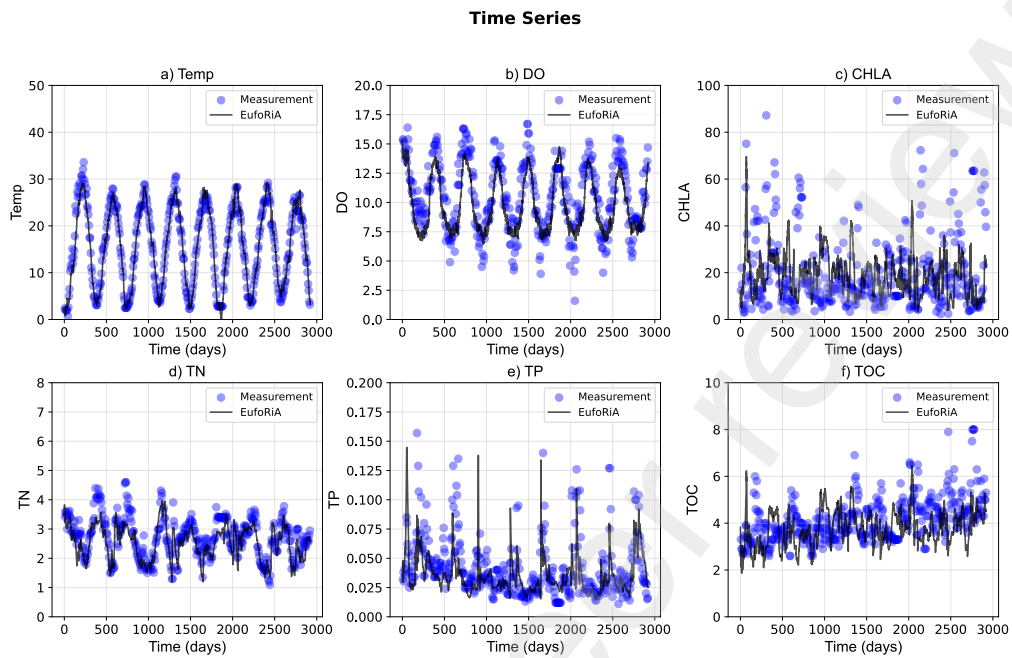 Time Series
a) Temp
50
40
30
20
10
0
Temp
0 500 1000 1500 2000 2500 3000
Time (days)
Measurement
EufoRiA
b) DO
20.0
17.5
15.0
12.5
10.0
7.5
5.0
2.5
0.0
DO
0 500 1000 1500 2000 2500 3000
Time (days)
Measurement
EufoRiA
c) CHLA
100
80
60
40
20
0
CHLA
0 500 1000 1500 2000 2500 3000
Time (days)
Measurement
EufoRiA
d) TN
8
7
6
5
4
3
2
1
0
TN
0 500 1000 1500 2000 2500 3000
Time (days)
Measurement
EufoRiA
e) TP
0.200
0.175
0.150
0.125
0.100
0.075
0.050
0.025
0.000
TP
0 500 1000 1500 2000 2500 3000
Time (days)
Measurement
EufoRiA
f) TOC
10
8
6
4
2
0
TOC
0 500 1000 1500 2000 2500 3000
Time (days)
Measurement
EufoRiA
er review